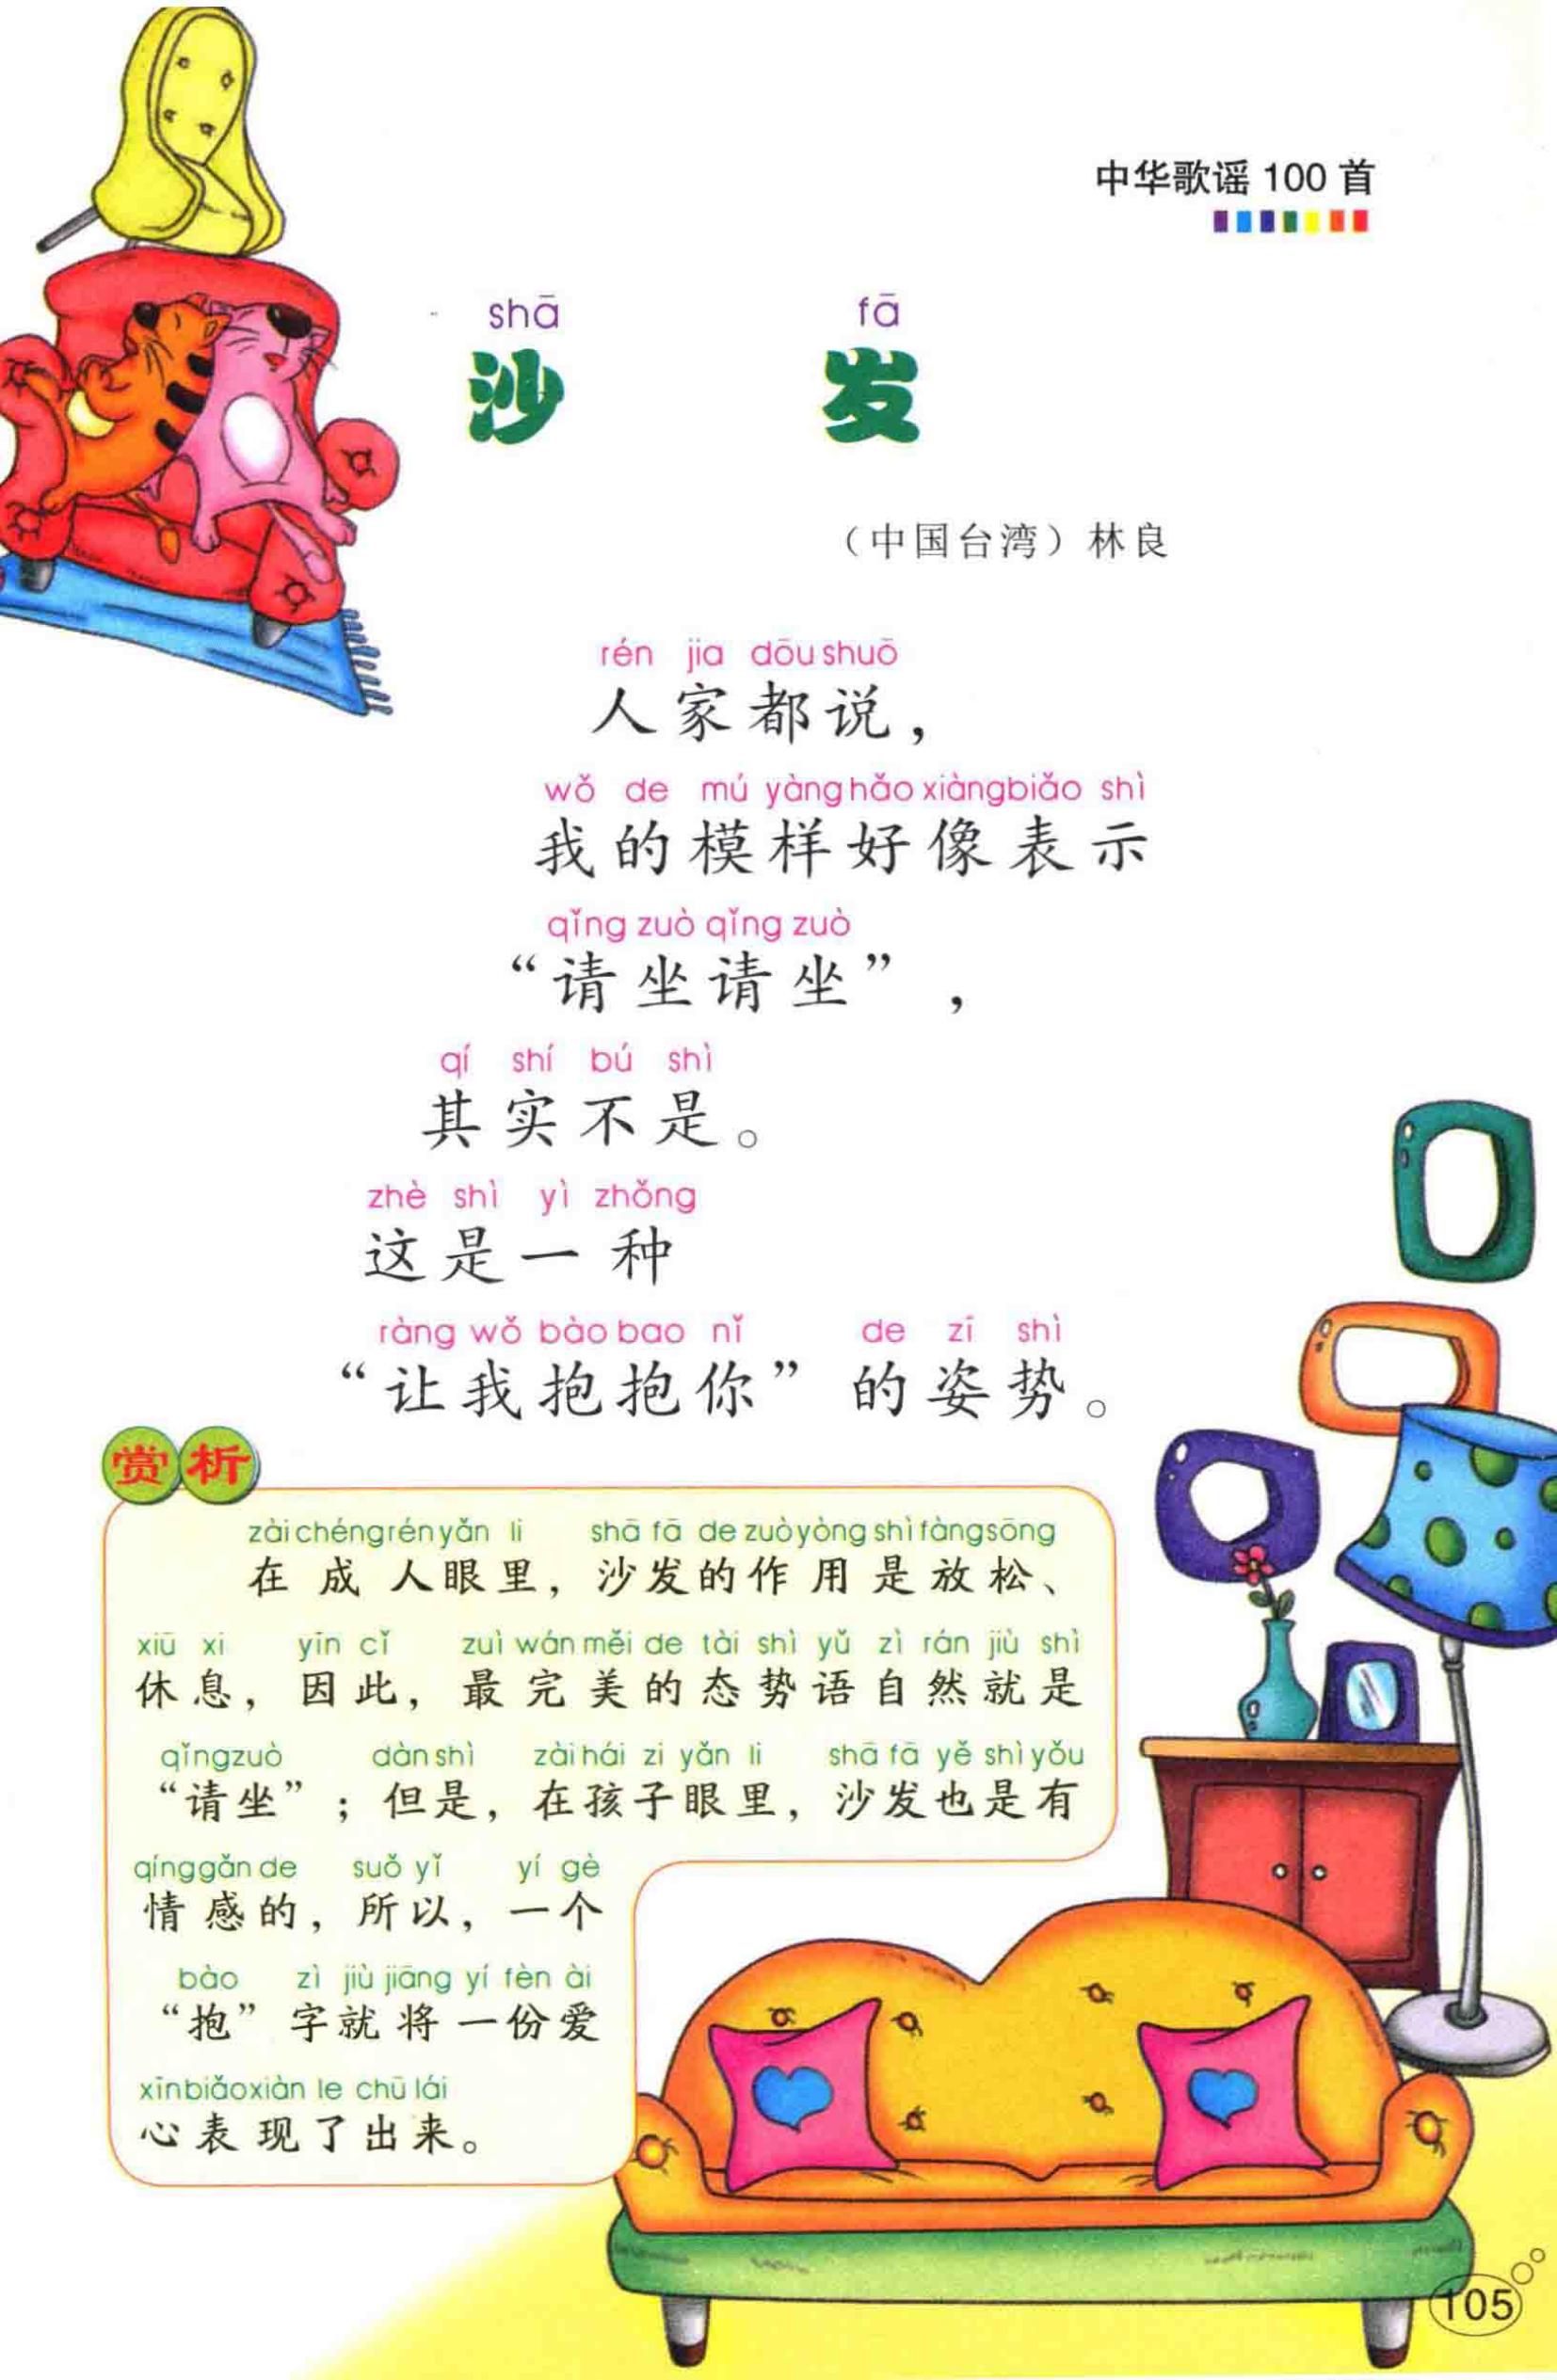 中华歌谣 100 首
shā fā
沙 发
（中国台湾）林良
rén jia dōu shuō
人家都说，
wǒ de mú yàng hǎo xiàng biǎo shì
我的模样好像表示
qǐng zuò qǐng zuò
“请坐请坐”，
qí shí bú shì
其实不是。
zhè shì yì zhǒng
这是一种
ràng wǒ bào bao nǐ de zī shì
“让我抱抱你”的姿势。
赏析
zài chéng rén yǎn li shā fā de zuò yòng shì fàng sōng
在成人眼里，沙发的作用是放松、
xiū xi yīn cǐ zuì wán měi de tài shì yǔ zì rán jiù shì
休息，因此，最完美的态势语自然就是
qǐng zuò dàn shì zài hái zi yǎn li shā fā yě shì yǒu
“请坐”；但是，在孩子眼里，沙发也是有
qíng gǎn de suǒ yǐ yí gè
情感的，所以，一个
bào zì jiù jiāng yí fèn ài
“抱”字就将一份爱
xīn biǎo xiàn le chū lái
心表现了出来。
105